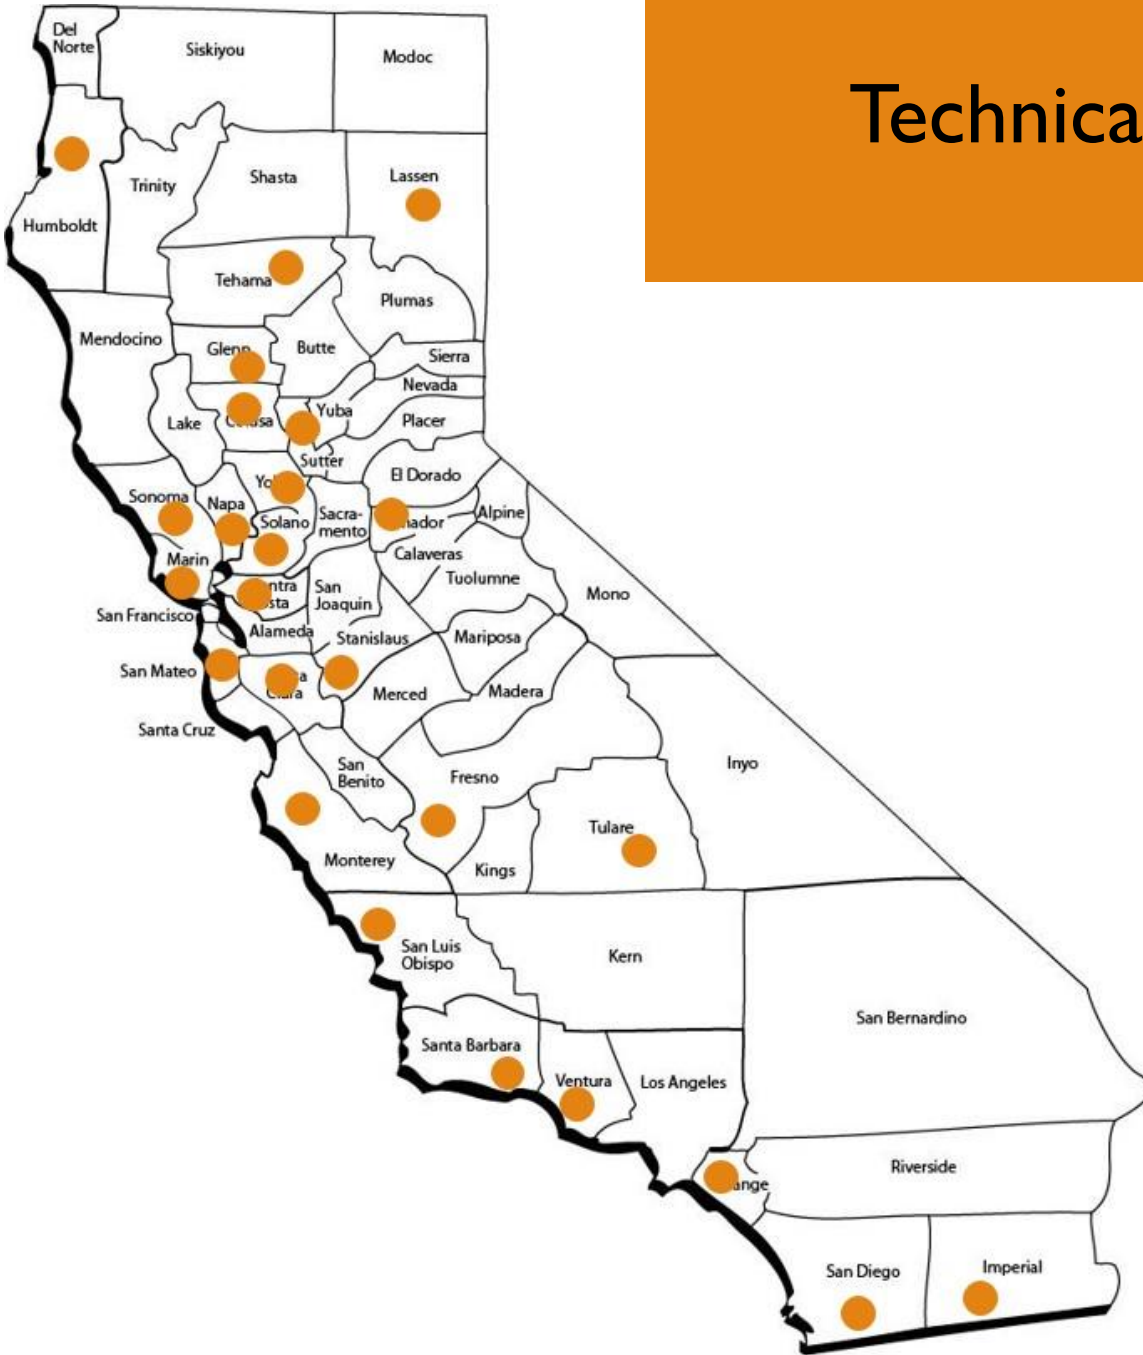 Technica
Del
Norte
Siskiyou
Modoc
Trinity
Shasta
Lassen
Humboldt
Tehama
Plumas
Mendocino
Glenn
Butte
Sierra
Nevada
Lake
Yuba
Placer
Sutter
El Dorado
Sonoma
Napa
Solano
Sacra-
mento
Alpine
Marin
Calaveras
Tuolumne
San
Joaquin
Mono
San Francisco
Alameda
Stanislaus
Mariposa
San Mateo
Merced
Madera
Santa Cruz
San
Benito
Fresno
Inyo
Tulare
Monterey
Kings
San Luis
Obispo
Kern
San Bernardino
Santa Barbara
Ventura
Los Angeles
Riverside
ange
San Diego
Imperial